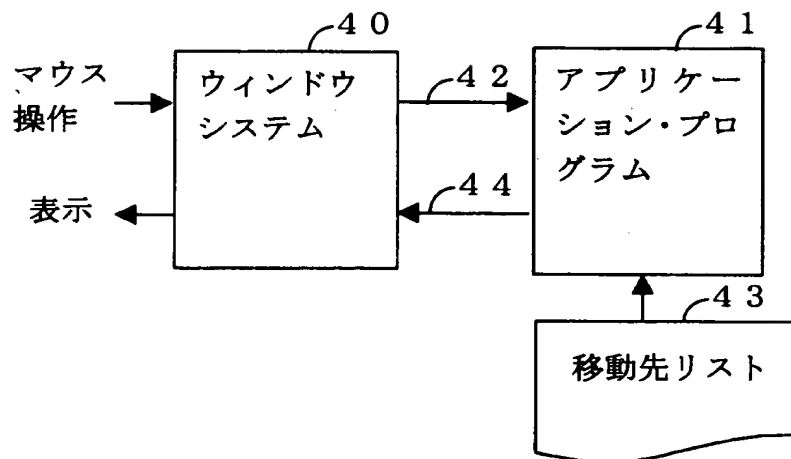 40
41
マウス
操作
ウィンドウ
システム
42
アプリケー
ション・プロ
グラム
表示
44
43
移動先リスト